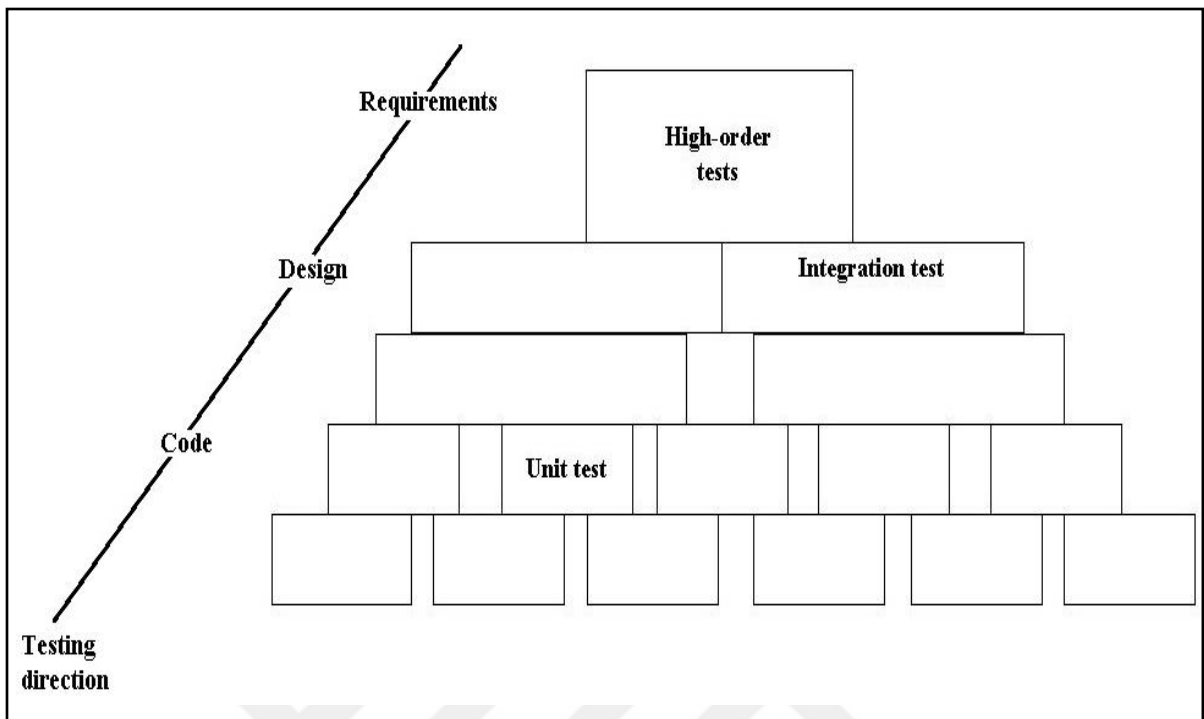 Requirements
High-order
tests
Design
Integration test
Code
Unit test
Testing
direction